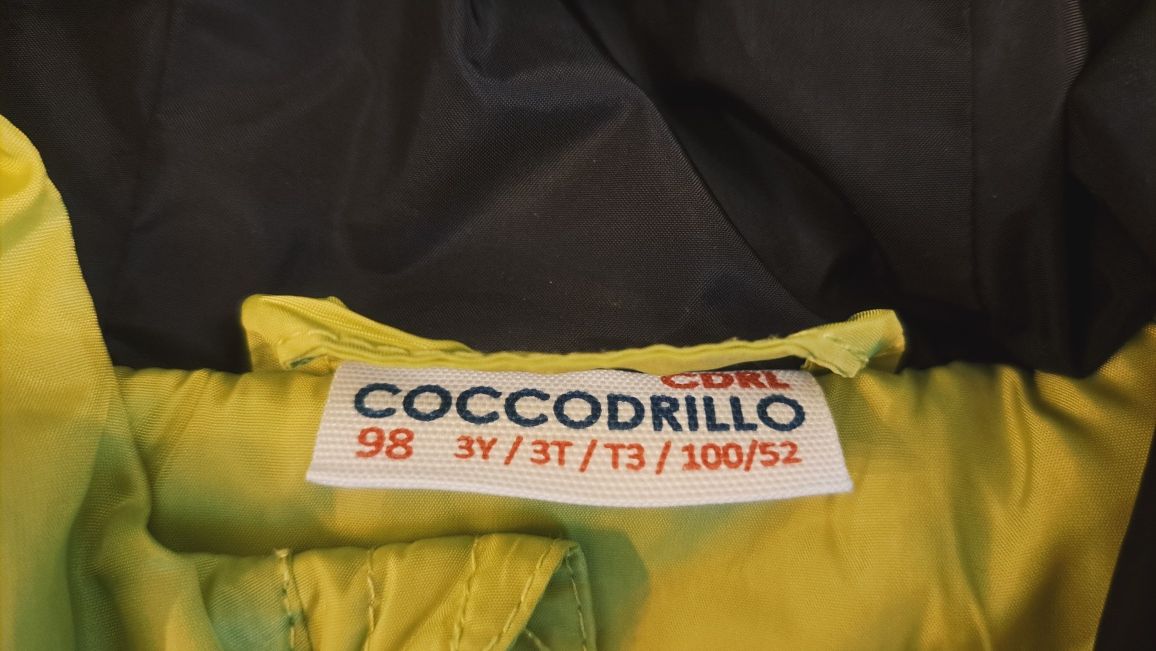 CDRL
COCCODRILLO
98 3Y / 3T / T3 / 100/52